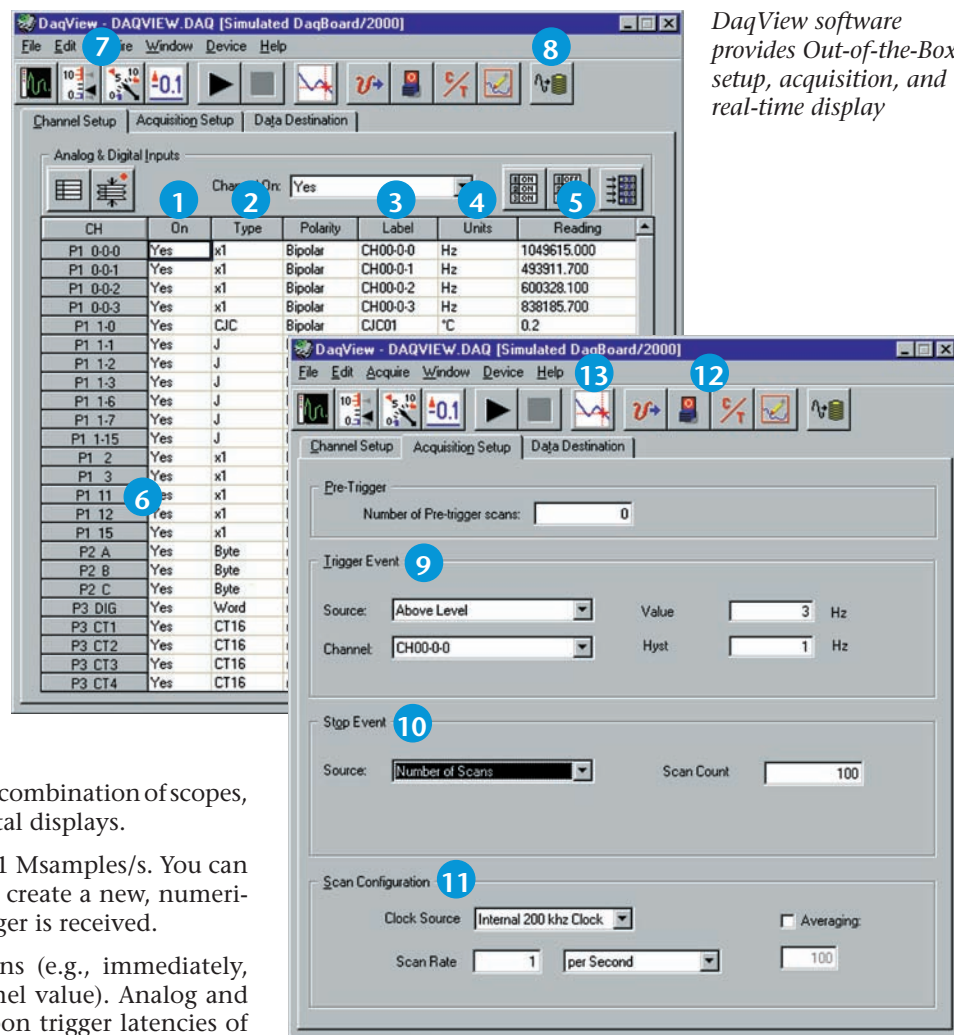 DaqView software
provides Out-of-the-Box
setup, acquisition, and
real-time display
DaqView - DAQVIEW.DAQ [Simulated DaqBoard/2000]
File Edit Window Device Help
7
8
Channel Setup Acquisition Setup Data Destination
Analog & Digital Inputs
Channel On: Yes
1 2 3 4 5
CH On Type Polarity Label Units Reading
P1 0-0-0 Yes x1 Bipolar CH00-0-0 Hz 1049615.000
P1 0-0-1 Yes x1 Bipolar CH00-0-1 Hz 493911.700
P1 0-0-2 Yes x1 Bipolar CH00-0-2 Hz 600328.100
P1 0-0-3 Yes x1 Bipolar CH00-0-3 Hz 838185.700
P1 1-0 Yes CJC Bipolar CJC01 °C 0.2
P1 1-1 Yes J
P1 1-2 Yes J
P1 1-3 Yes J
P1 1-6 Yes J
P1 1-7 Yes J
P1 1-15 Yes J
P1 2 Yes x1
P1 3 Yes x1
P1 11 6 Yes x1
P1 12 Yes x1
P1 15 Yes x1
P2 A Yes Byte
P2 B Yes Byte
P2 C Yes Byte
P3 DIG Yes Word
P3 CT1 Yes CT16
P3 CT2 Yes CT16
P3 CT3 Yes CT16
P3 CT4 Yes CT16
DaqView - DAQVIEW.DAQ [Simulated DaqBoard/2000]
File Edit Acquire Window Device Help
13 12
Channel Setup Acquisition Setup Data Destination
Pre-Trigger
Number of Pre-trigger scans: 0
Trigger Event 9
Source: Above Level Value 3 Hz
Channel: CH00-0-0 Hyst 1 Hz
Stop Event 10
Source: Number of Scans Scan Count 100
Scan Configuration 11
Clock Source Internal 200 khz Clock Averaging:
Scan Rate 1 per Second 100
combination of scopes,
tal displays.
1 Msamples/s. You can
create a new, numeri-
ger is received.
ns (e.g., immediately,
nel value). Analog and
on trigger latencies of